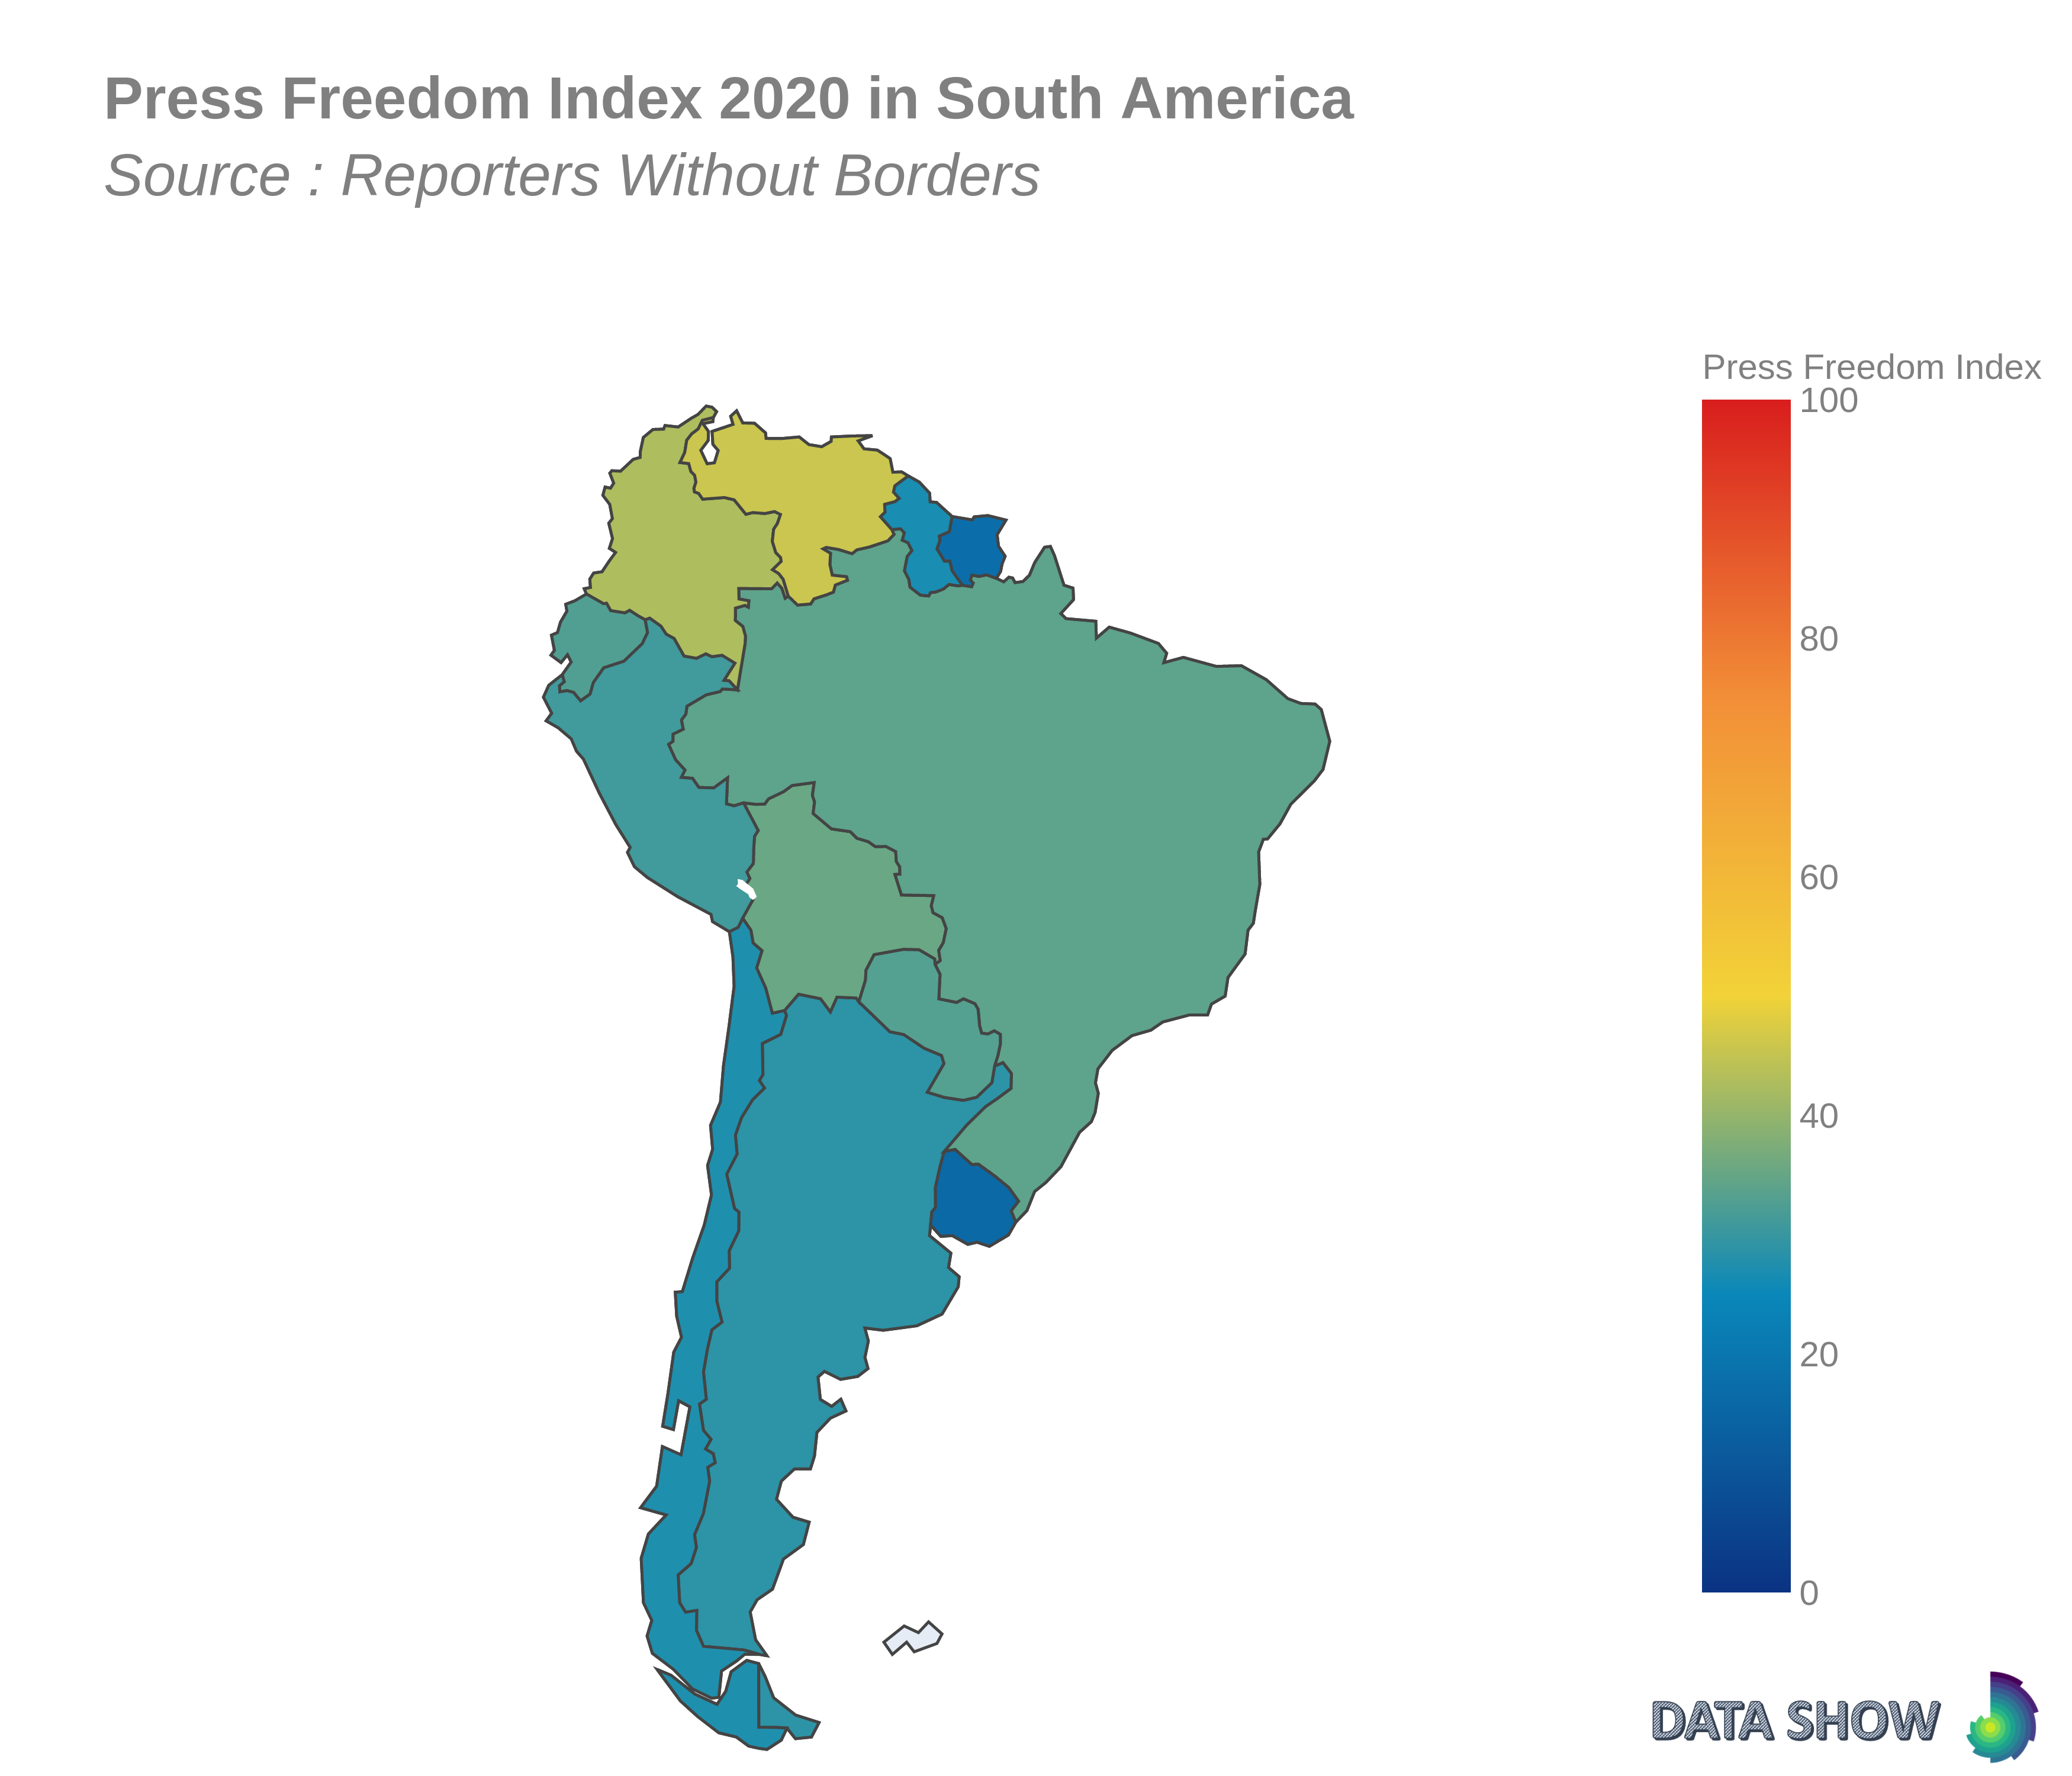 Press Freedom Index 2020 in South America
Source : Reporters Without Borders
Press Freedom Index
100
80
60
40
20
0
DATA SHOW